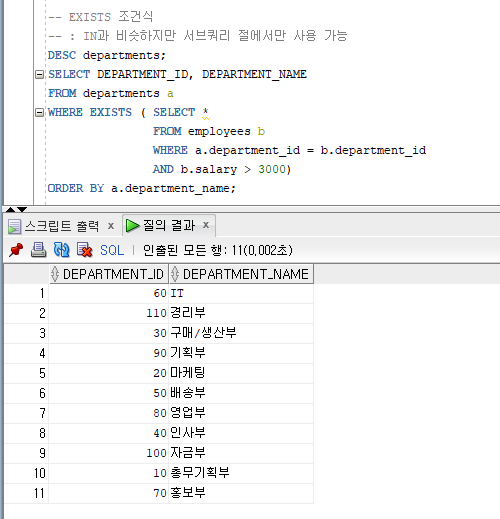 -- EXISTS 조건식
-- : IN과 비슷하지만 서브쿼리 절에서만 사용 가능
DESC departments;
SELECT DEPARTMENT_ID, DEPARTMENT_NAME
FROM departments a
WHERE EXISTS ( SELECT *
FROM employees b
WHERE a.department_id = b.department_id
AND b.salary > 3000)
ORDER BY a.department_name;
스크립트 출력 x 질의 결과 x
SQL | 인출된 모든 행: 11(0,002초)
DEPARTMENT_ID DEPARTMENT_NAME
1 60 IT
2 110 경리부
3 30 구매/생산부
4 90 기획부
5 20 마케팅
6 50 배송부
7 80 영업부
8 40 인사부
9 100 자금부
10 10 총무기획부
11 70 홍보부